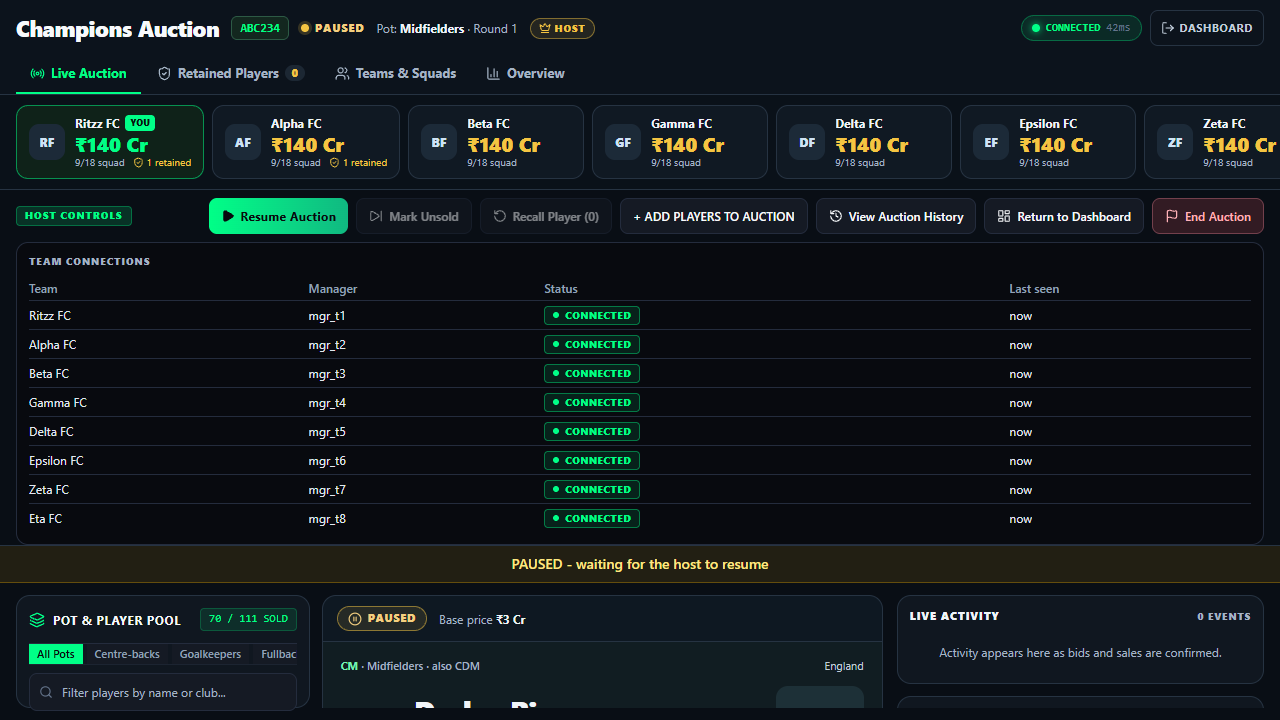 Champions Auction ABC234 PAUSED Pot: Midfielders · Round 1 HOST CONNECTED 42ms DASHBOARD
Live Auction Retained Players 0 Teams & Squads Overview
RF Ritzz FC YOU ₹140 Cr 9/18 squad 1 retained
AF Alpha FC ₹140 Cr 9/18 squad 1 retained
BF Beta FC ₹140 Cr 9/18 squad
GF Gamma FC ₹140 Cr 9/18 squad
DF Delta FC ₹140 Cr 9/18 squad
EF Epsilon FC ₹140 Cr 9/18 squad
ZF Zeta FC ₹140 Cr 9/18 squad
HOST CONTROLS Resume Auction Mark Unsold Recall Player (0) + ADD PLAYERS TO AUCTION View Auction History Return to Dashboard End Auction
TEAM CONNECTIONS
Team Manager Status Last seen
Ritzz FC mgr_t1 CONNECTED now
Alpha FC mgr_t2 CONNECTED now
Beta FC mgr_t3 CONNECTED now
Gamma FC mgr_t4 CONNECTED now
Delta FC mgr_t5 CONNECTED now
Epsilon FC mgr_t6 CONNECTED now
Zeta FC mgr_t7 CONNECTED now
Eta FC mgr_t8 CONNECTED now
PAUSED - waiting for the host to resume
POT & PLAYER POOL 70 / 111 SOLD
All Pots Centre-backs Goalkeepers Fullbac
Filter players by name or club...
PAUSED Base price ₹3 Cr
CM · Midfielders · also CDM England
LIVE ACTIVITY 0 EVENTS
Activity appears here as bids and sales are confirmed.